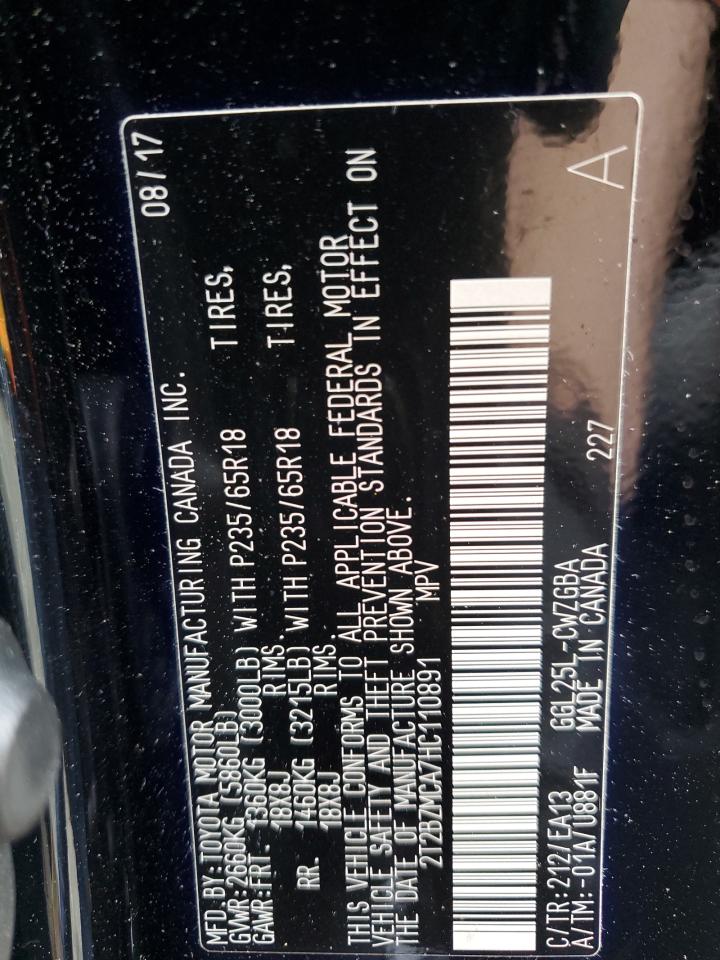 MFD.BY:TOYOTA MOTOR MANUFACTURING CANADA INC. 08/17
GVWR:2660KG (5860LB)
GAWR:FRT. 1360KG (3000LB) WITH P235/65R18 TIRES,
18X8J RIMS.
RR. 1460KG (3215LB) WITH P235/65R18 TIRES,
18X8J RIMS.
THIS VEHICLE CONFORMS TO ALL APPLICABLE FEDERAL MOTOR
VEHICLE SAFETY AND THEFT PREVENTION STANDARDS IN EFFECT ON
THE DATE OF MANUFACTURE SHOWN ABOVE.
2T2BZMCA7HC110891 MPV
C/TR:212/EA13 GGL25L-CWZGBA 227 A
A/TM:-01A/U881F MADE IN CANADA